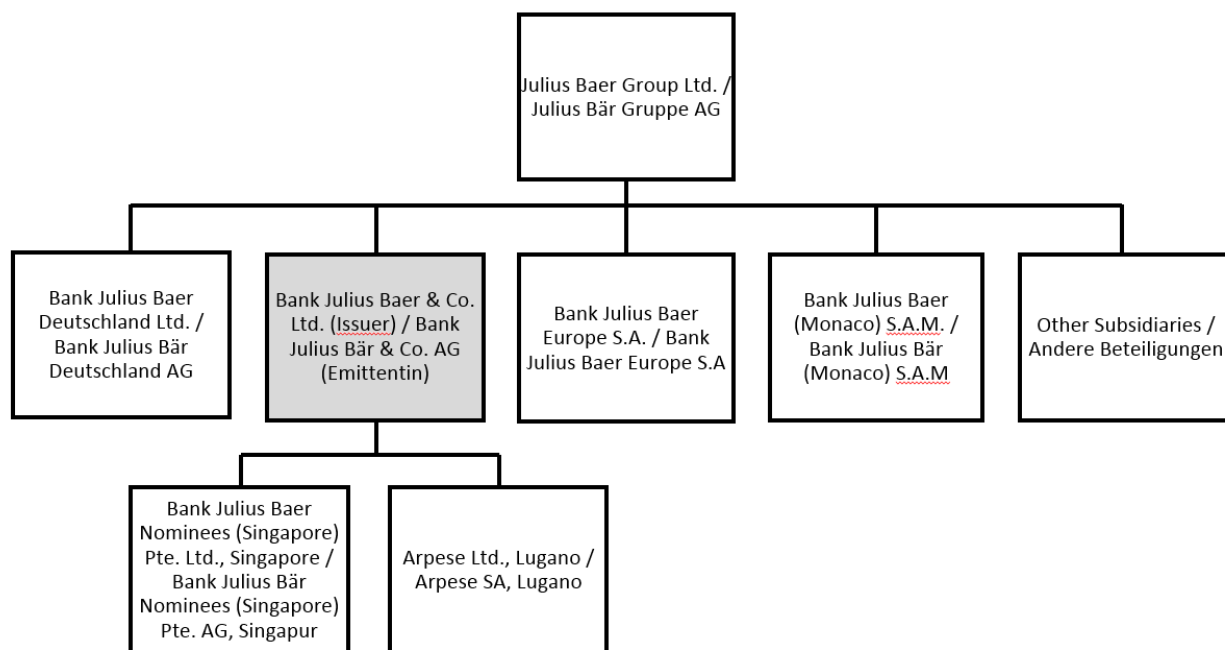 Julius Baer Group Ltd. /
Julius Bär Gruppe AG
Bank Julius Baer
Deutschland Ltd. /
Bank Julius Bär
Deutschland AG
Bank Julius Baer & Co.
Ltd. (Issuer) / Bank
Julius Bär & Co. AG
(Emittentin)
Bank Julius Baer
Europe S.A. / Bank
Julius Baer Europe S.A
Bank Julius Baer
(Monaco) S.A.M. /
Bank Julius Bär
(Monaco) S.A.M
Other Subsidiaries /
Andere Beteiligungen
Bank Julius Baer
Nominees (Singapore)
Pte. Ltd., Singapore /
Bank Julius Bär
Nominees (Singapore)
Pte. AG, Singapur
Arpese Ltd., Lugano /
Arpese SA, Lugano